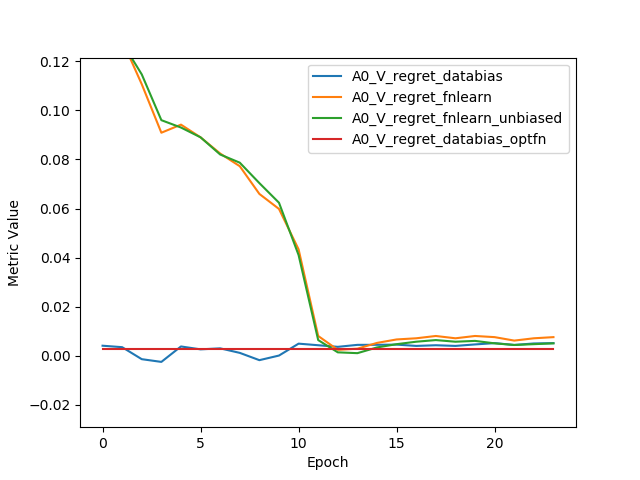 0.12
0.10
0.08
0.06
0.04
0.02
0.00
−0.02
Metric Value
A0_V_regret_databias
A0_V_regret_fnlearn
A0_V_regret_fnlearn_unbiased
A0_V_regret_databias_optfn
0 5 10 15 20
Epoch